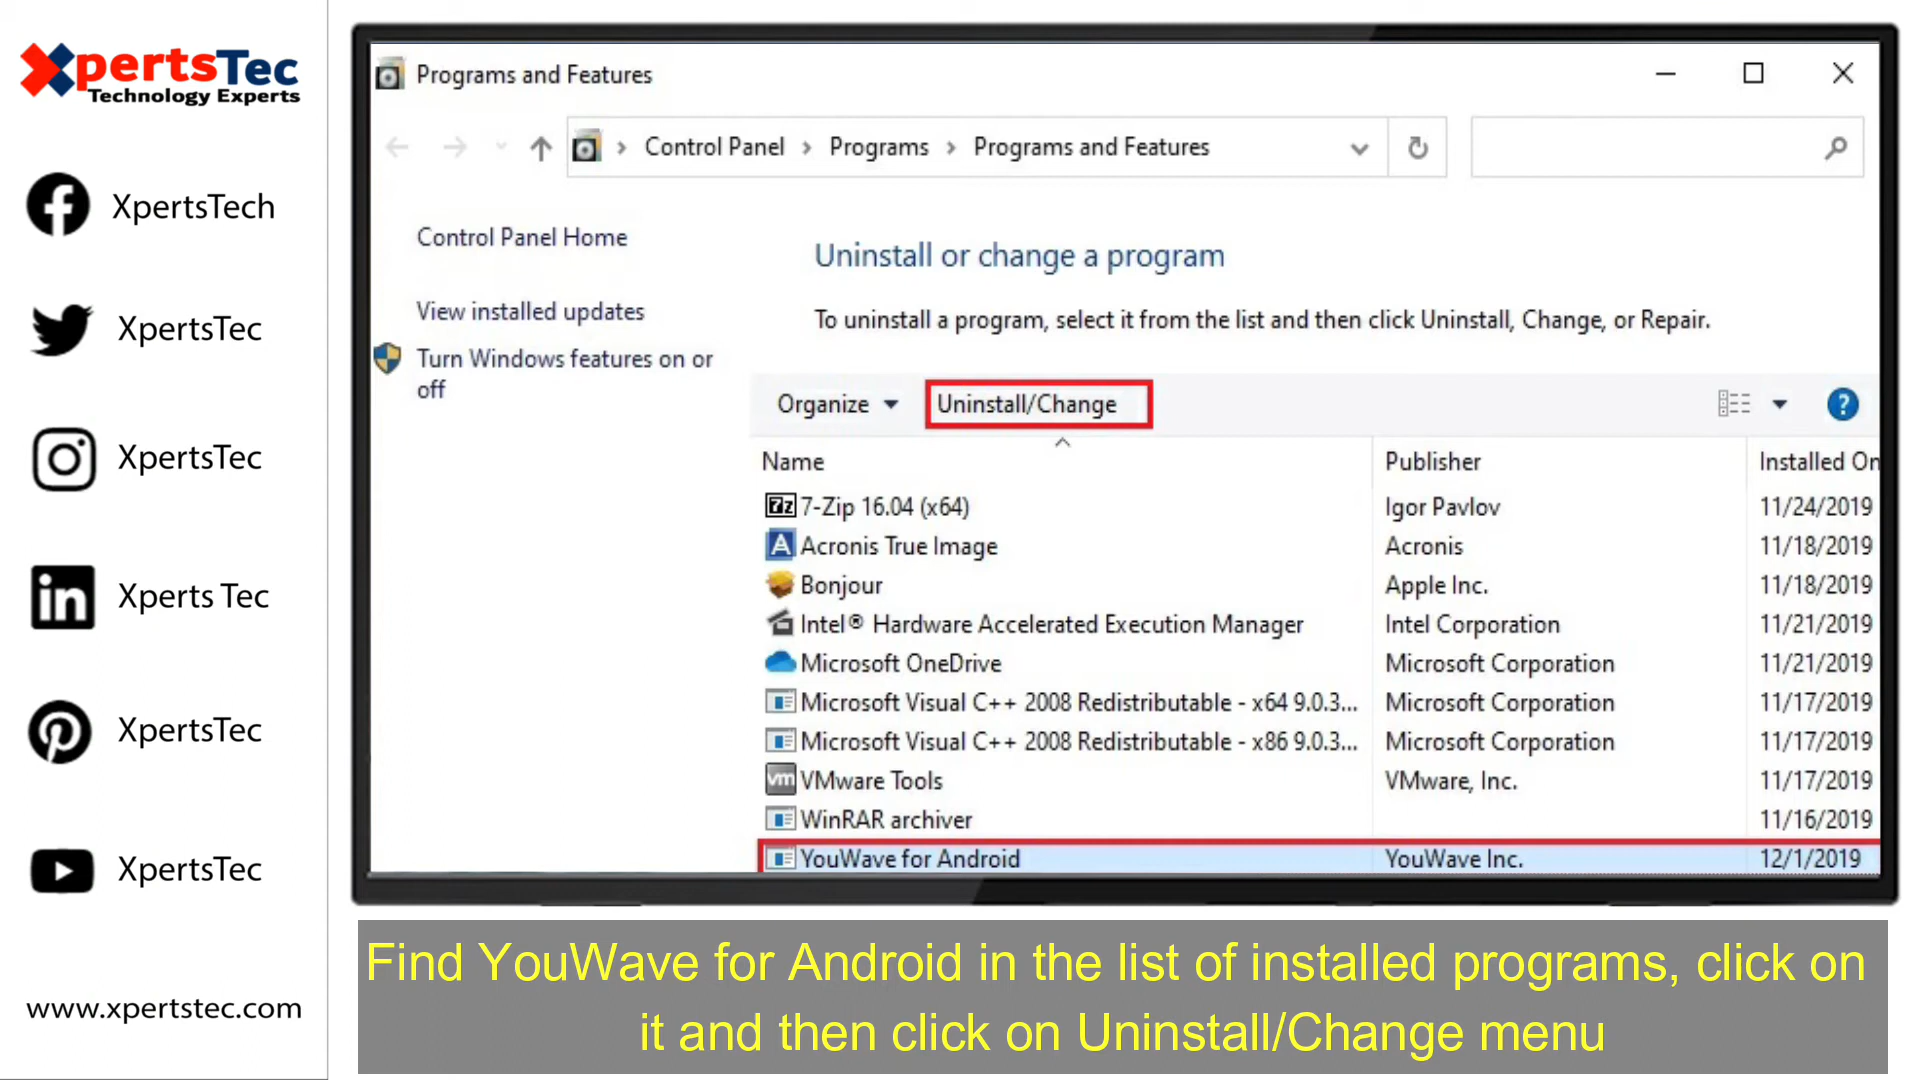 XpertsTec
Technology Experts
XpertsTech
XpertsTec
XpertsTec
Xperts Tec
XpertsTec
XpertsTec
www.xpertstec.com
Programs and Features
Control Panel > Programs > Programs and Features
Control Panel Home
View installed updates
Turn Windows features on or
off
Uninstall or change a program
To uninstall a program, select it from the list and then click Uninstall, Change, or Repair.
Organize Uninstall/Change ?
Name Publisher Installed On
7z 7-Zip 16.04 (x64) Igor Pavlov 11/24/2019
A Acronis True Image Acronis 11/18/2019
Bonjour Apple Inc. 11/18/2019
Intel® Hardware Accelerated Execution Manager Intel Corporation 11/21/2019
Microsoft OneDrive Microsoft Corporation 11/21/2019
Microsoft Visual C++ 2008 Redistributable - x64 9.0.3... Microsoft Corporation 11/17/2019
Microsoft Visual C++ 2008 Redistributable - x86 9.0.3... Microsoft Corporation 11/17/2019
vm VMware Tools VMware, Inc. 11/17/2019
WinRAR archiver 11/16/2019
YouWave for Android YouWave Inc. 12/1/2019
Find YouWave for Android in the list of installed programs, click on
it and then click on Uninstall/Change menu